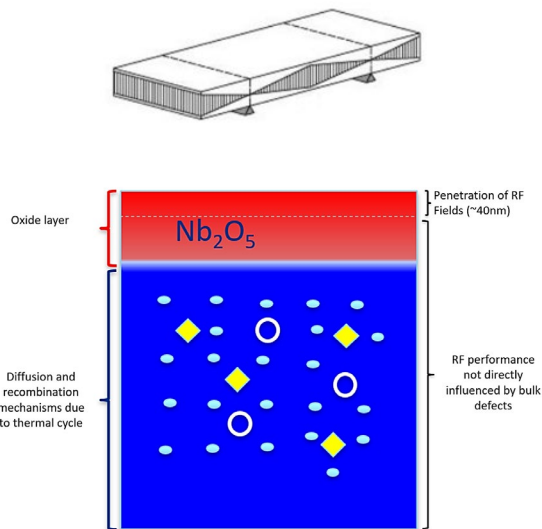 Penetration of RF
Fields (~40nm)
Oxide layer
Nb₂O₅
Diffusion and
recombination
mechanisms due
to thermal cycle
RF performance
not directly
influenced by bulk
defects